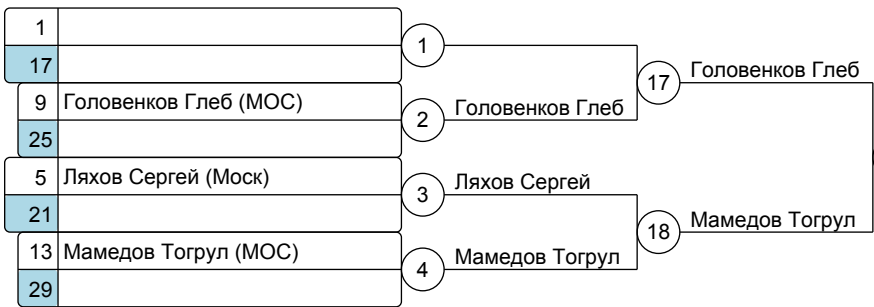 1
1
17
17 Головенков Глеб
9 Головенков Глеб (МОС)
2 Головенков Глеб
25
5 Ляхов Сергей (Моск)
3 Ляхов Сергей
21
18 Мамедов Тогрул
13 Мамедов Тогрул (МОС)
4 Мамедов Тогрул
29